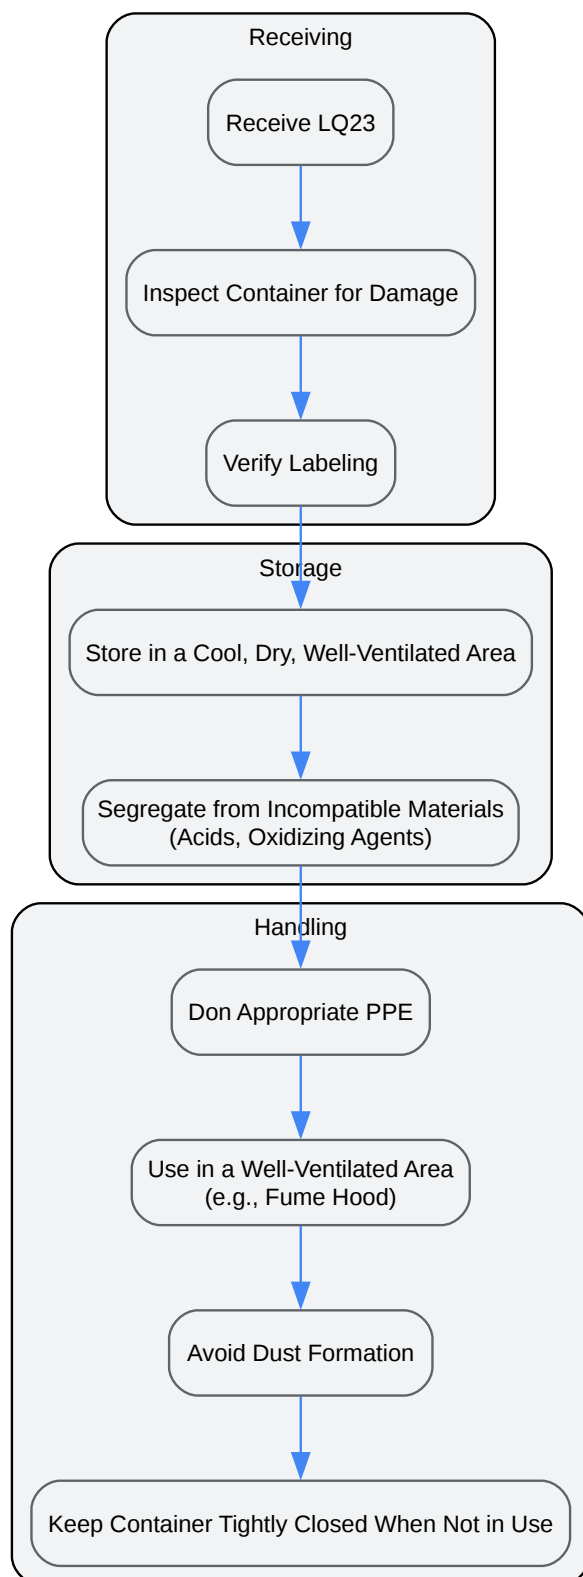 Receiving
Receive LQ23
Inspect Container for Damage
Verify Labeling
Storage
Store in a Cool, Dry, Well-Ventilated Area
Segregate from Incompatible Materials
(Acids, Oxidizing Agents)
Handling
Don Appropriate PPE
Use in a Well-Ventilated Area
(e.g., Fume Hood)
Avoid Dust Formation
Keep Container Tightly Closed When Not in Use